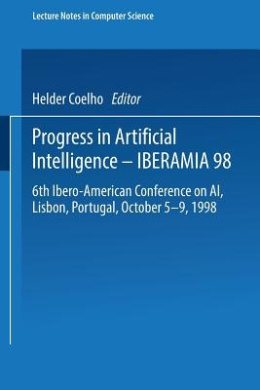 Lecture Notes in Computer Science
Helder Coelho Editor
Progress in Artificial
Intelligence – IBERAMIA 98
6th Ibero-American Conference on AI,
Lisbon, Portugal, October 5–9, 1998